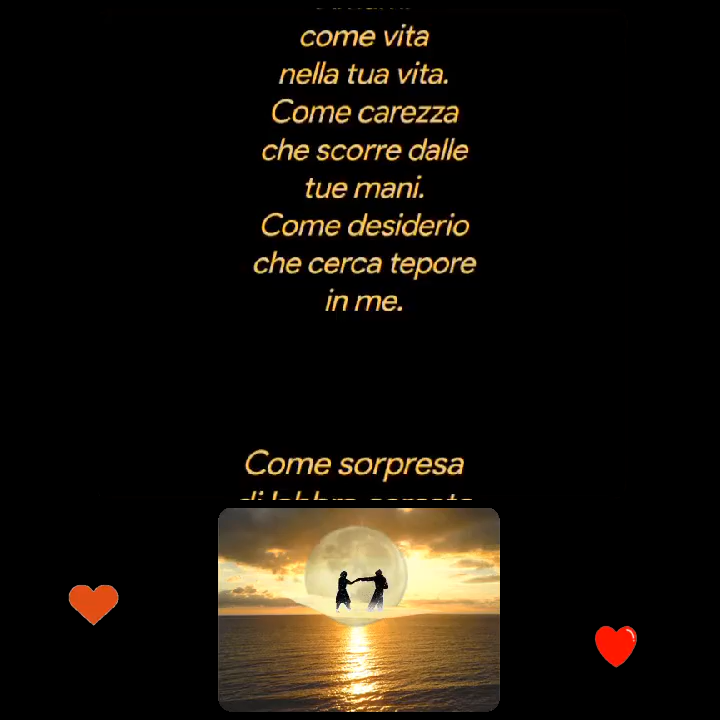 come vita
nella tua vita.
Come carezza
che scorre dalle
tue mani.
Come desiderio
che cerca tepore
in me.
Come sorpresa